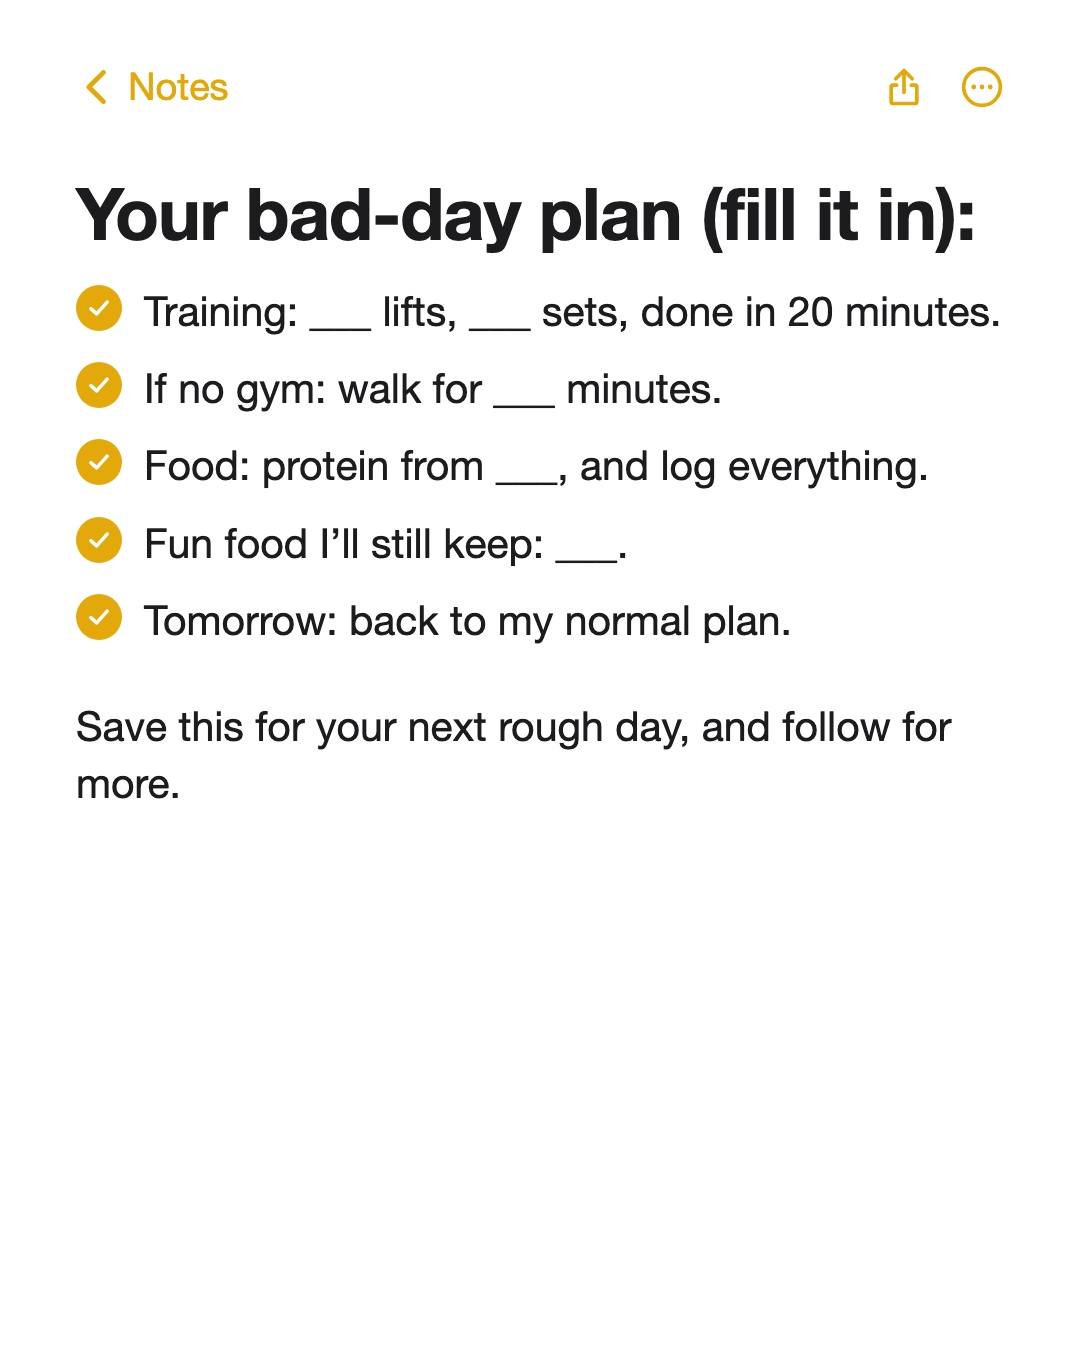 Notes
Your bad-day plan (fill it in):
Training: ___ lifts, ___ sets, done in 20 minutes.
If no gym: walk for ___ minutes.
Food: protein from ___, and log everything.
Fun food I’ll still keep: ___.
Tomorrow: back to my normal plan.
Save this for your next rough day, and follow for
more.